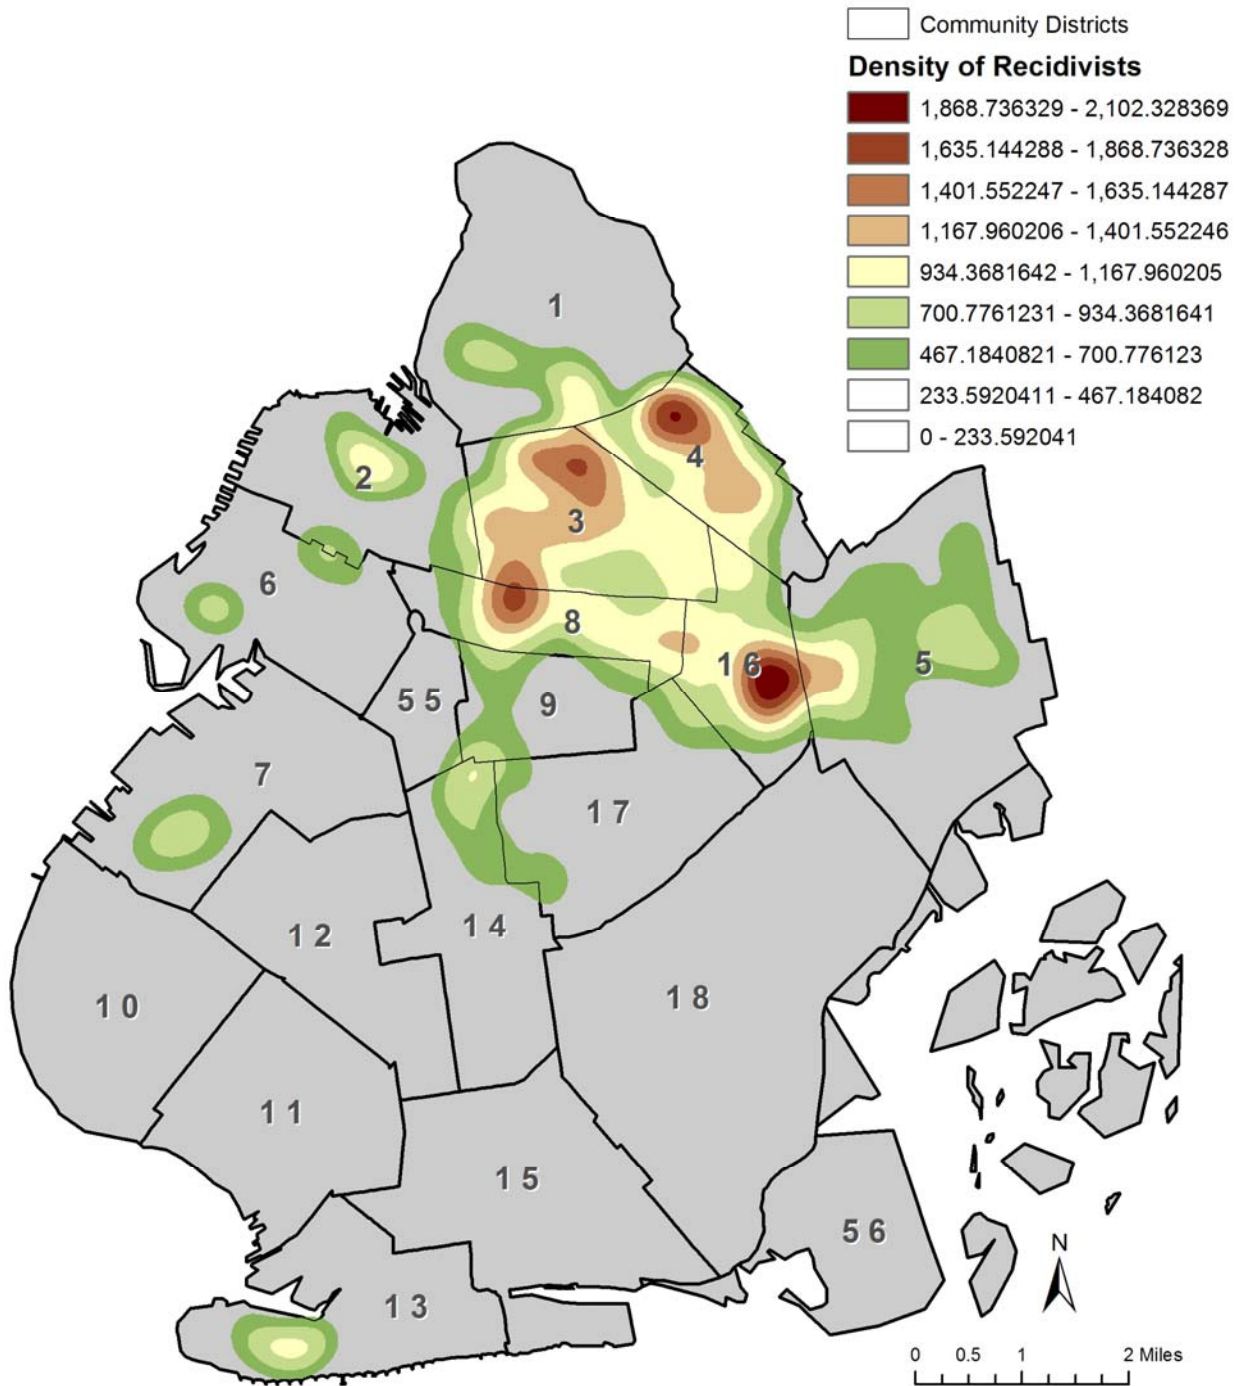 Community Districts
Density of Recidivists
1,868.736329 - 2,102.328369
1,635.144288 - 1,868.736328
1,401.552247 - 1,635.144287
1,167.960206 - 1,401.552246
934.3681642 - 1,167.960205
700.7761231 - 934.3681641
467.1840821 - 700.776123
233.5920411 - 467.184082
0 - 233.592041
1
2
4
3
6
8
16
5
55
9
7
17
12
14
10
18
11
15
56
13
N
0 0.5 1 2 Miles